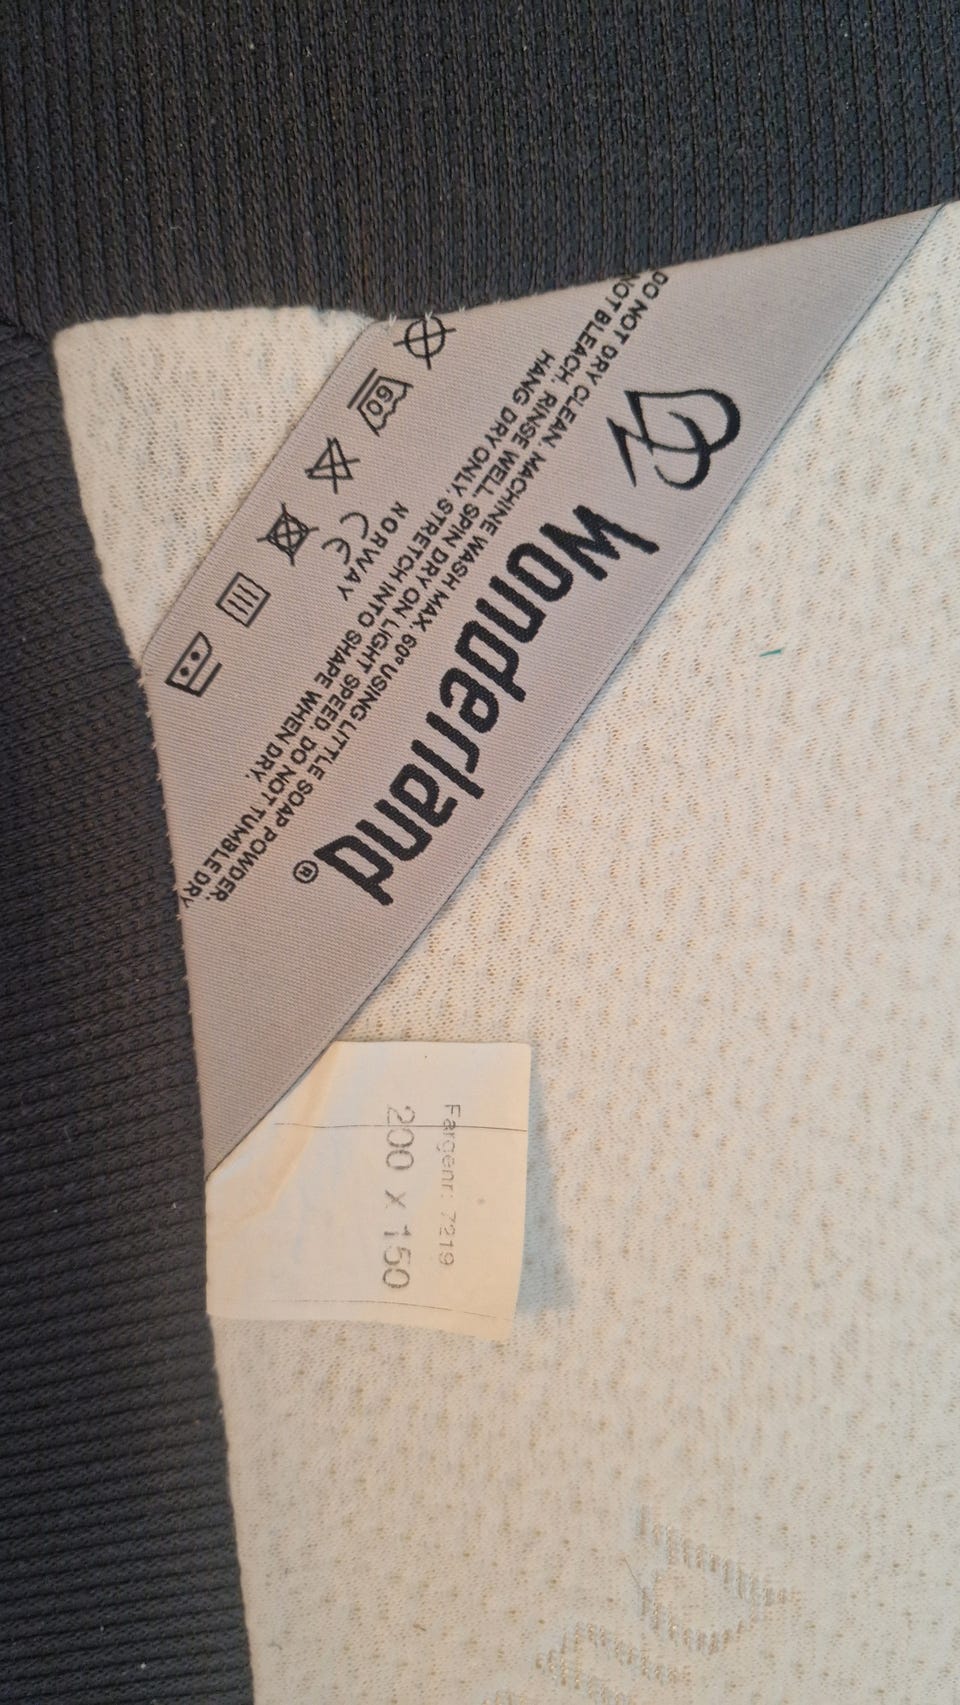 Wonderland®
DO NOT DRY CLEAN. MACHINE WASH MAX. 60° USING LITTLE SOAP POWDER.
NOT BLEACH. RINSE WELL. SPIN DRY ON LIGHT SPEED. DO NOT TUMBLE DRY
HANG DRY ONLY. STRETCH INTO SHAPE WHEN DRY.
NORWAY
CE
60
Fargenr: 7219
200 x 150